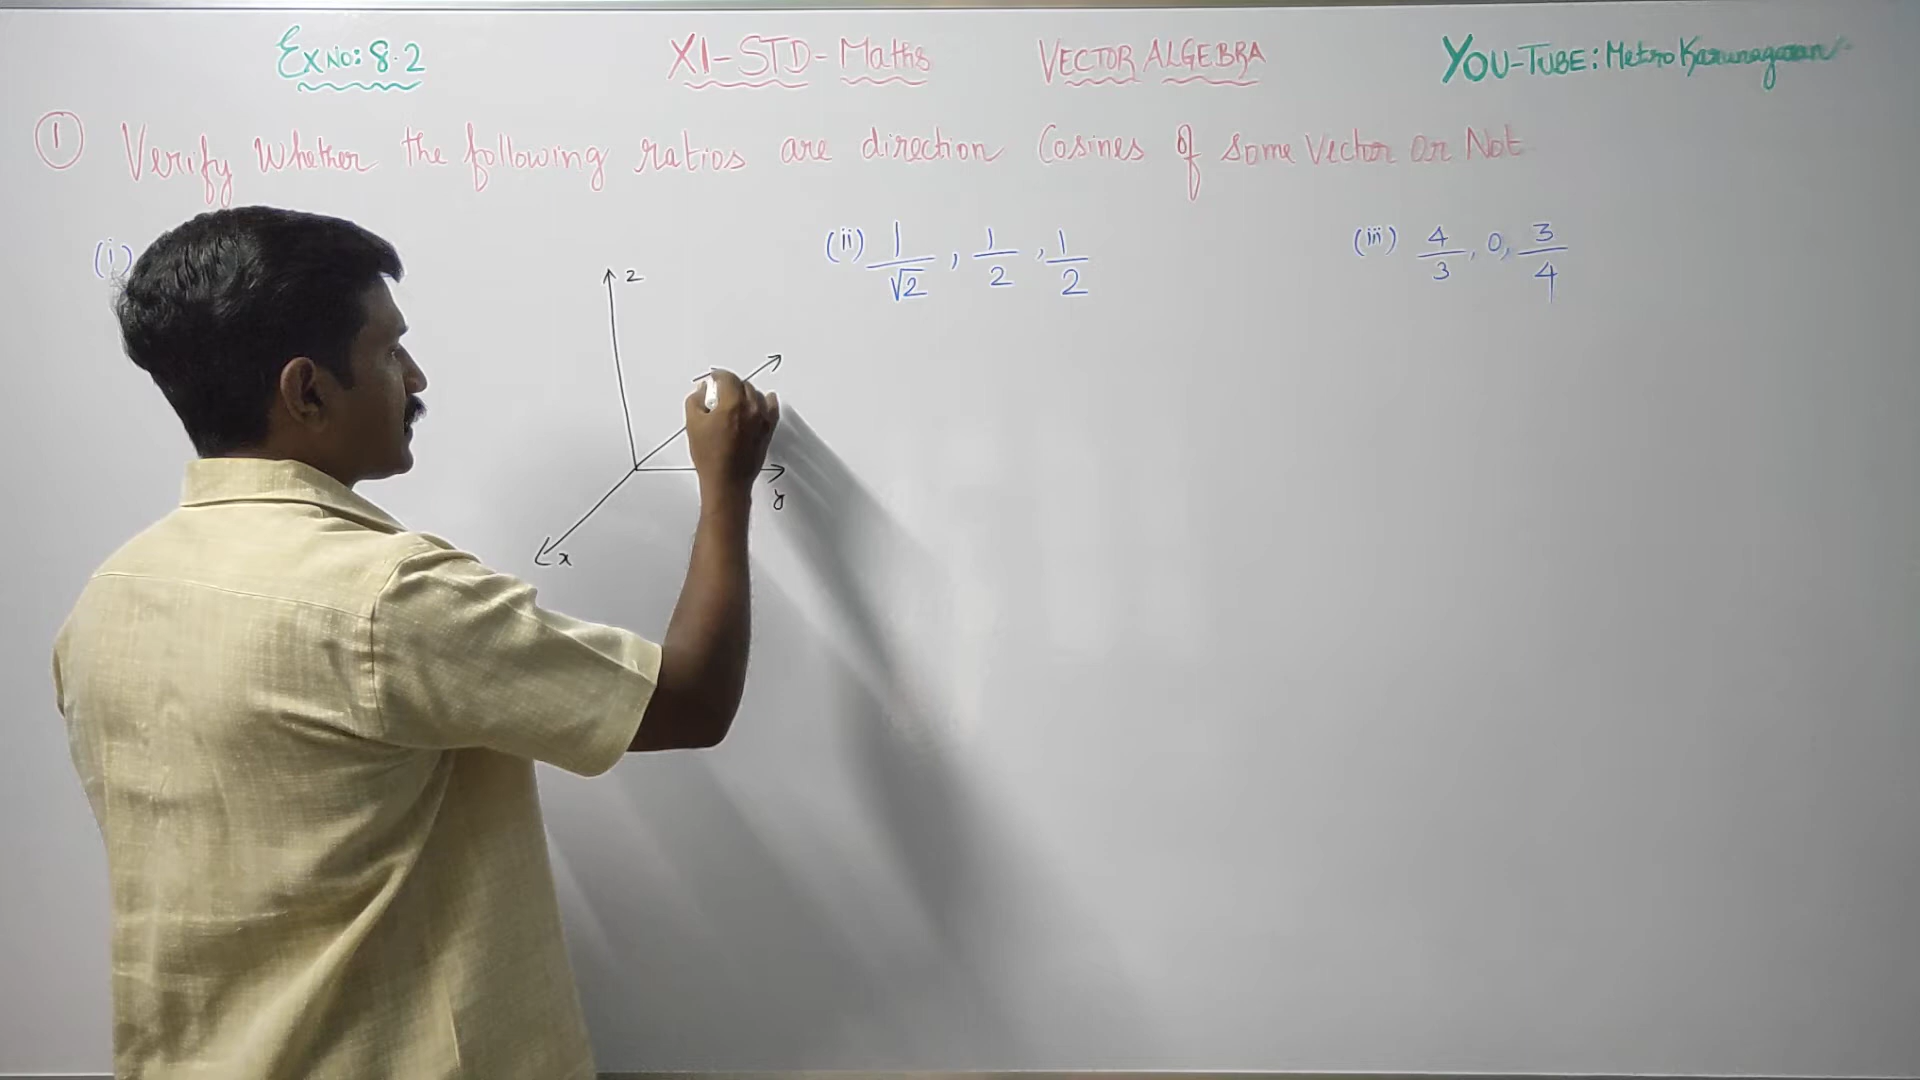 Ex No: 8.2 XI-STD-Maths VECTOR ALGEBRA YOU-TUBE: Metro Karunagaran
① Verify Whether the following ratios are direction Cosines of Some Vector or Not
(i) (ii) 1/√2, 1/2, 1/2 (iii) 4/3, 0, 3/4
z
y
x